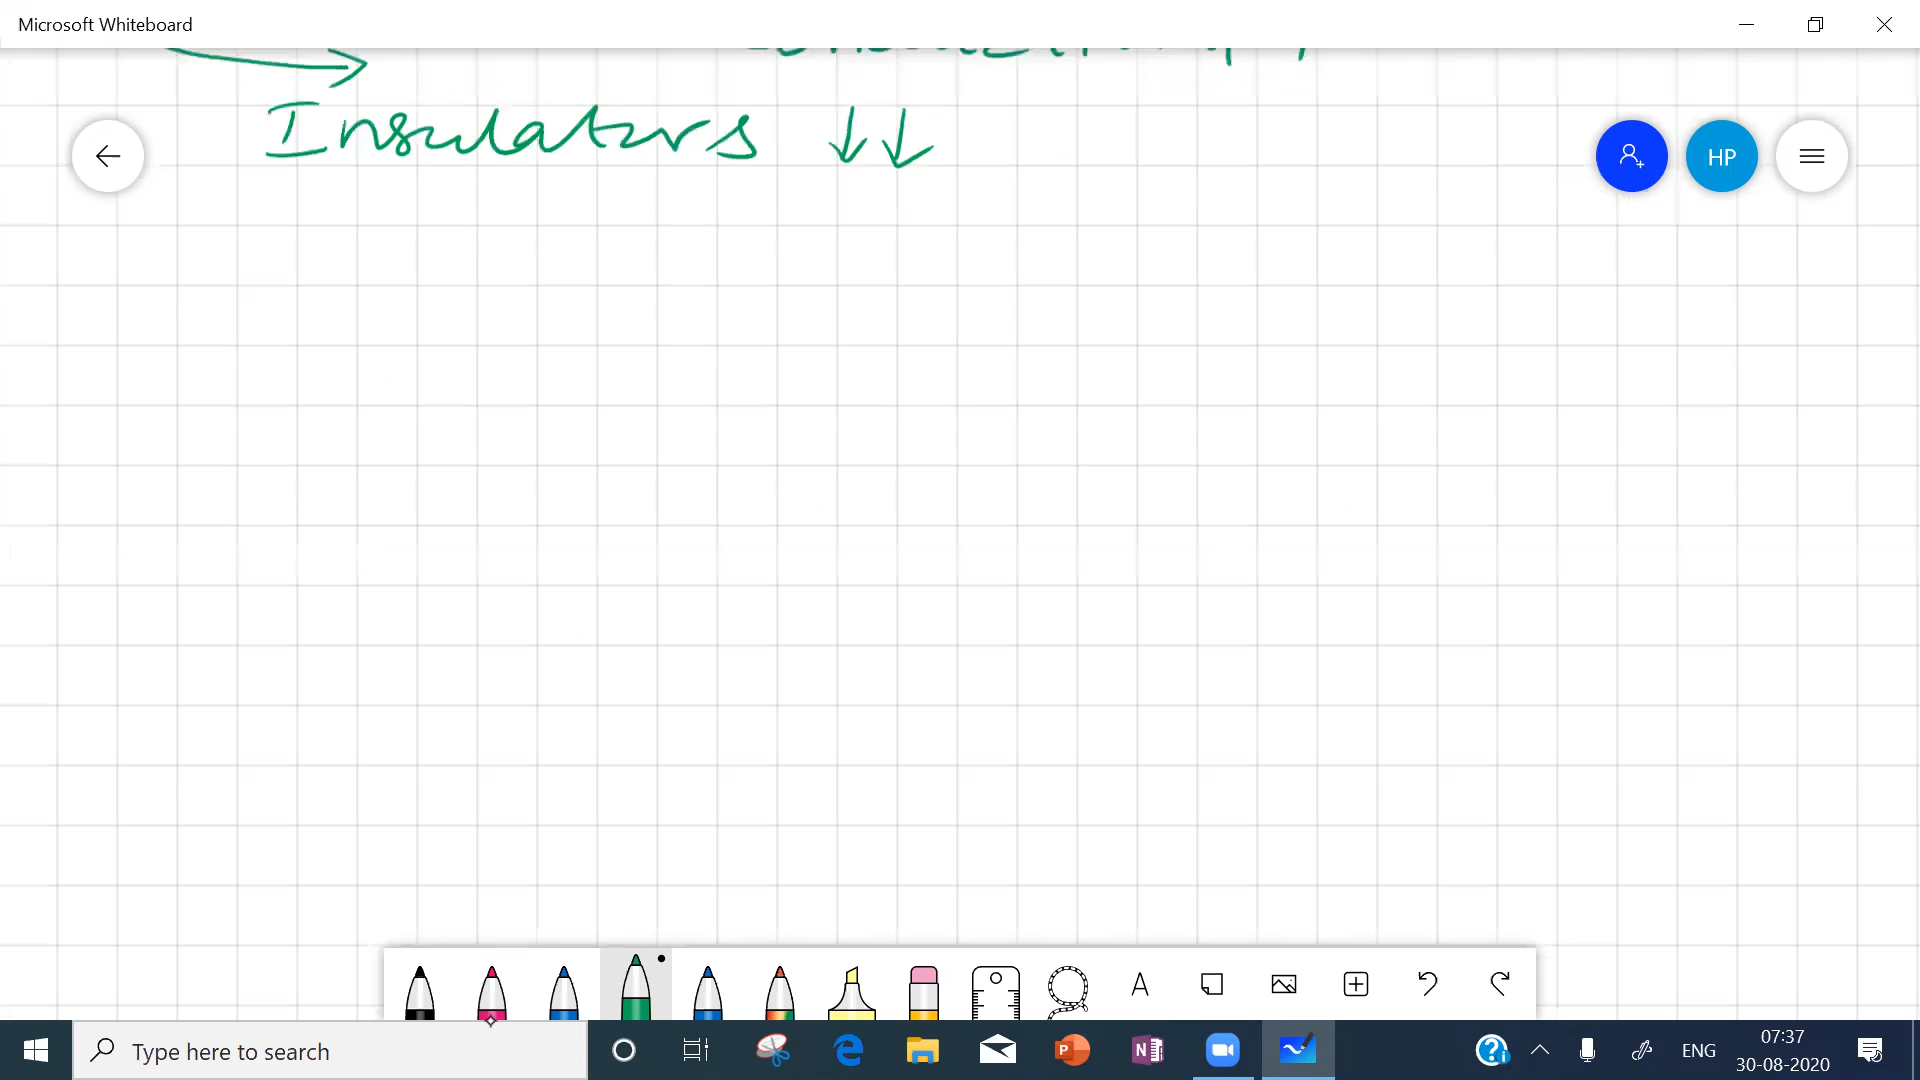 Microsoft Whiteboard
Insulators ↓↓
HP
A
Type here to search
ENG
07:37
30-08-2020